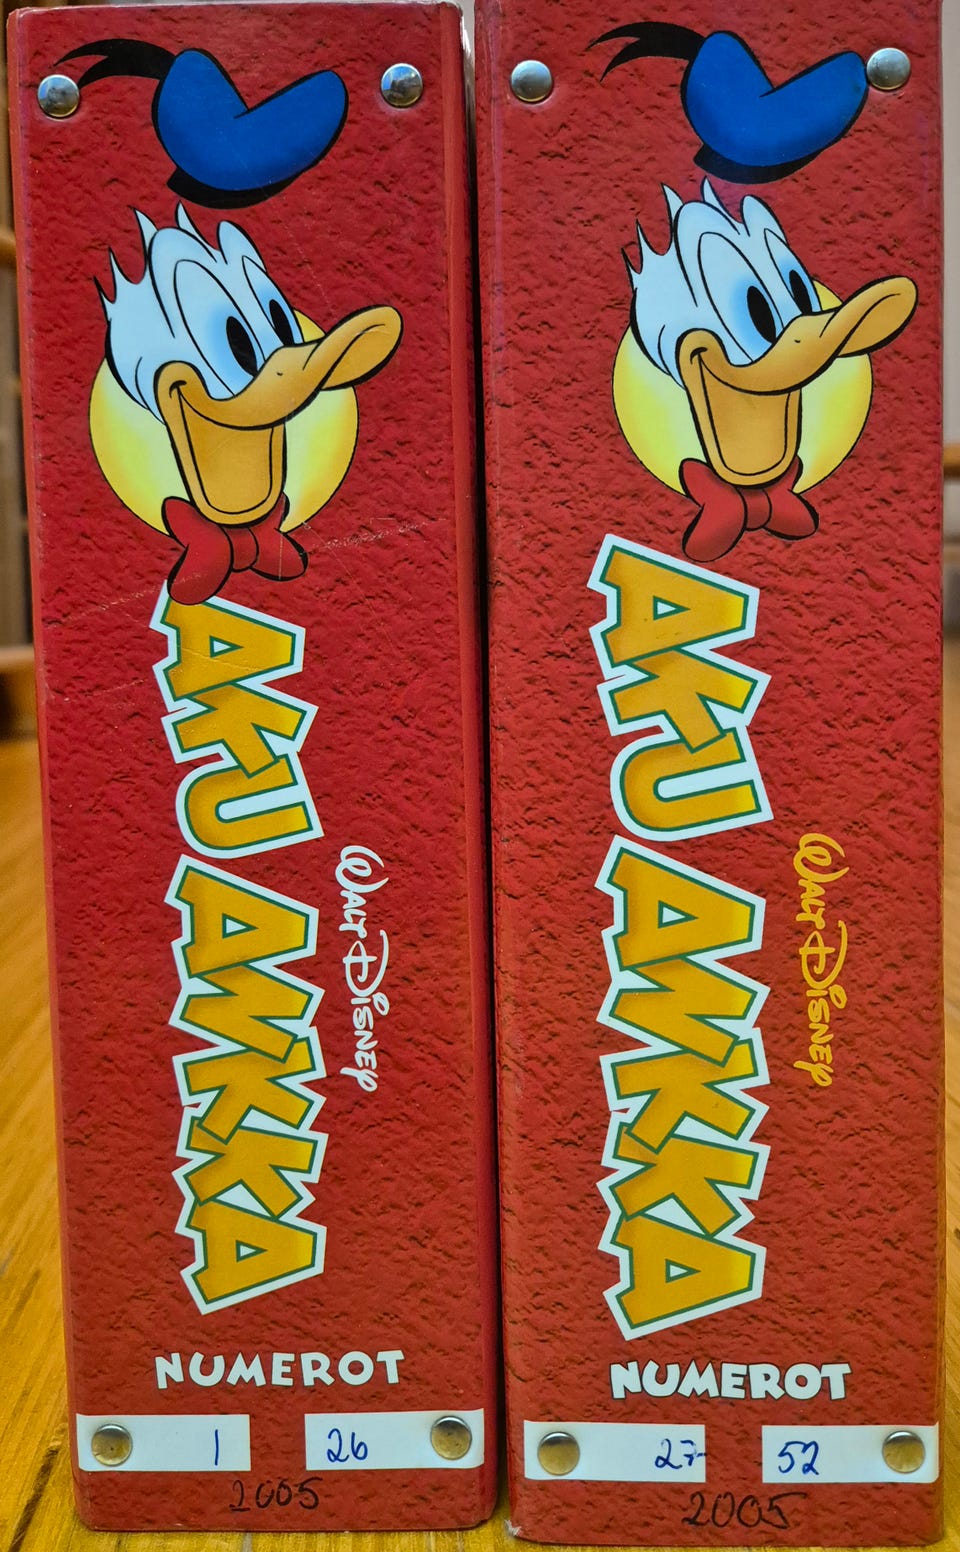 AKU ANKKA
WALT DISNEY
NUMEROT
1 26
2005
AKU ANKKA
WALT DISNEY
NUMEROT
27 52
2005